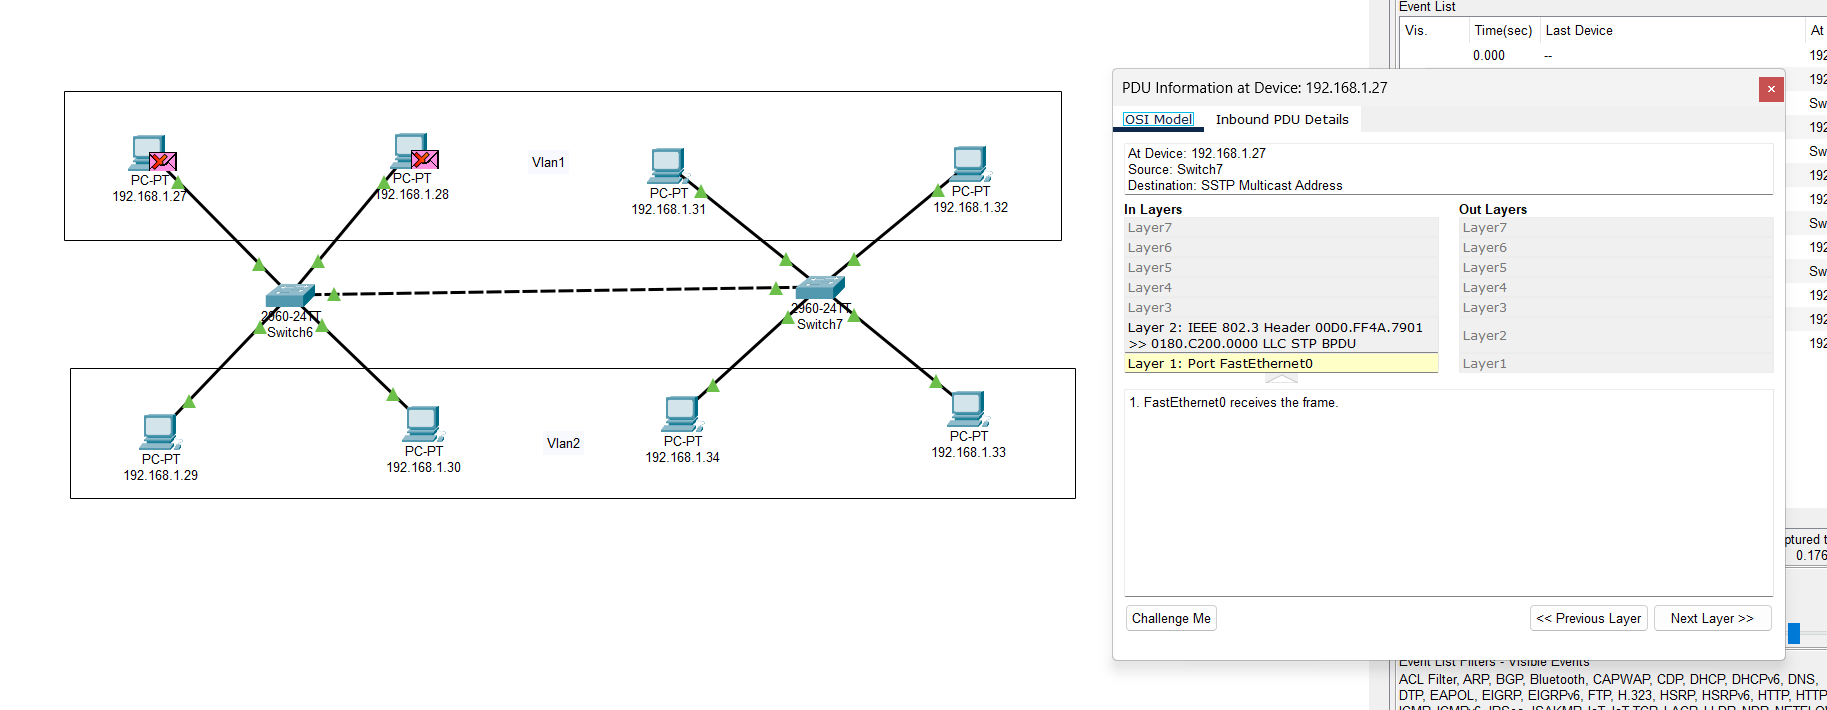 Event List
Vis.
Time(sec)
Last Device
At
0.000
--
192
192
Sw
192
Sw
192
192
Sw
192
Sw
192
192
192
PDU Information at Device: 192.168.1.27
OSI Model
Inbound PDU Details
At Device: 192.168.1.27
Source: Switch7
Destination: SSTP Multicast Address
In Layers
Layer7
Layer6
Layer5
Layer4
Layer3
Layer 2: IEEE 802.3 Header 00D0.FF4A.7901
>> 0180.C200.0000 LLC STP BPDU
Layer 1: Port FastEthernet0
Out Layers
Layer7
Layer6
Layer5
Layer4
Layer3
Layer2
Layer1
1. FastEthernet0 receives the frame.
Challenge Me
<< Previous Layer
Next Layer >>
PC-PT
192.168.1.27
PC-PT
192.168.1.28
Vlan1
PC-PT
192.168.1.31
PC-PT
192.168.1.32
2960-24TT
Switch6
2960-24TT
Switch7
PC-PT
192.168.1.29
PC-PT
192.168.1.30
Vlan2
PC-PT
192.168.1.34
PC-PT
192.168.1.33
ptured t
0.176
Event List Filters - Visible Events
ACL Filter, ARP, BGP, Bluetooth, CAPWAP, CDP, DHCP, DHCPv6, DNS,
DTP, EAPOL, EIGRP, EIGRPv6, FTP, H.323, HSRP, HSRPv6, HTTP, HTTP